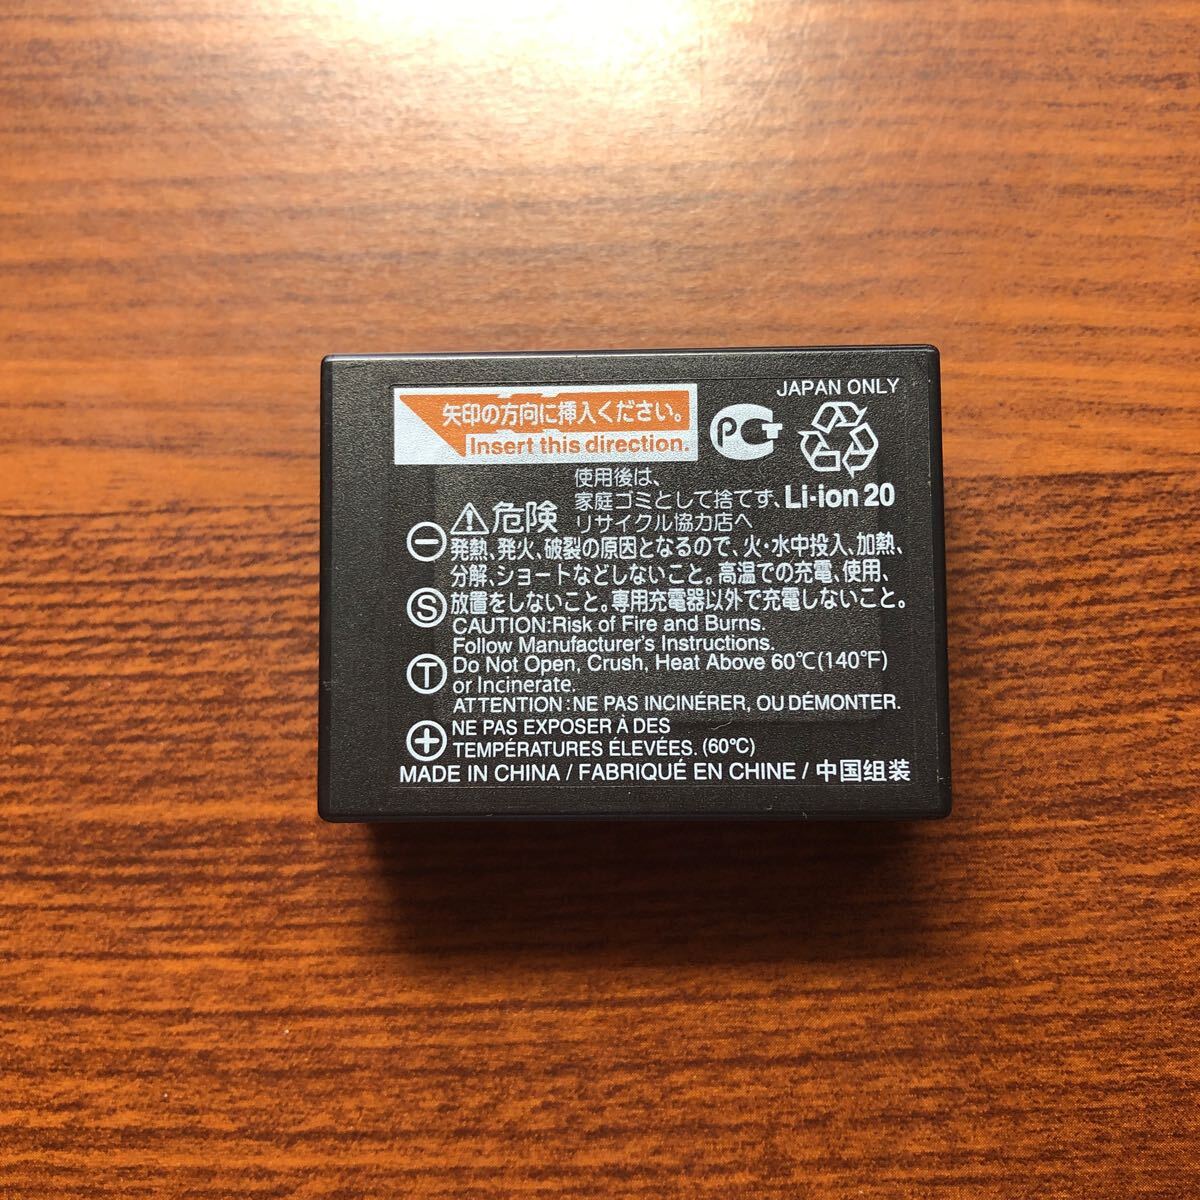 JAPAN ONLY
矢印の方向に挿入ください。
Insert this direction.
PCT
使用後は、
家庭ゴミとして捨てず、Li-ion 20
リサイクル協力店へ
⚠危険
⊖ 発熱、発火、破裂の原因となるので、火・水中投入、加熱、
分解、ショートなどしないこと。高温での充電、使用、
Ⓢ 放置をしないこと。専用充電器以外で充電しないこと。
CAUTION:Risk of Fire and Burns.
Follow Manufacturer's Instructions.
Ⓣ Do Not Open, Crush, Heat Above 60℃(140°F)
or Incinerate.
ATTENTION:NE PAS INCINÉRER, OU DÉMONTER.
⊕ NE PAS EXPOSER À DES
TEMPÉRATURES ÉLEVÉES. (60℃)
MADE IN CHINA / FABRIQUÉ EN CHINE / 中国组装